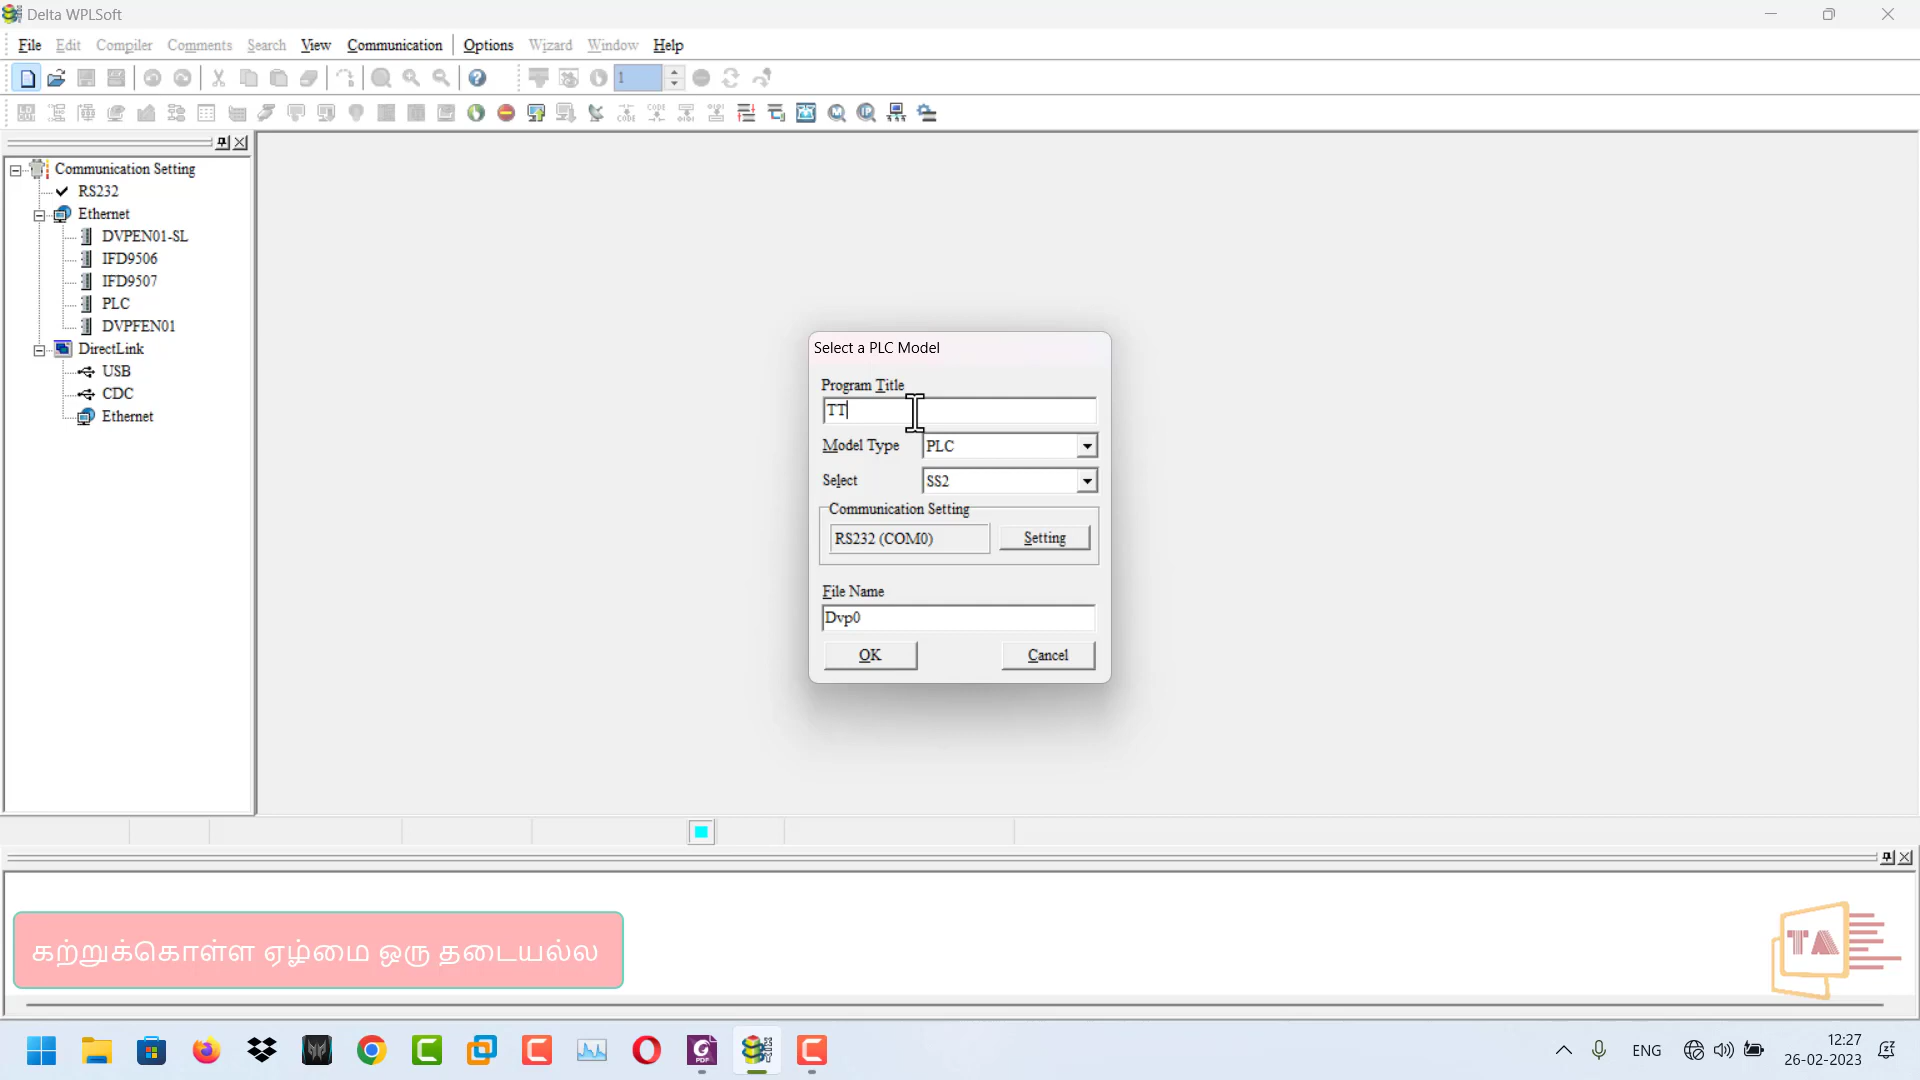 Delta WPLSoft
File Edit Compiler Comments Search View Communication Options Wizard Window Help
1
Communication Setting
RS232
Ethernet
DVPEN01-SL
IFD9506
IFD9507
PLC
DVPFEN01
DirectLink
USB
CDC
Ethernet
Select a PLC Model
Program Title
TT
Model Type PLC
Select SS2
Communication Setting
RS232 (COM0) Setting
File Name
Dvp0
OK Cancel
கற்றுக்கொள்ள ஏழ்மை ஒரு தடையல்ல
TA
ENG
12:27
26-02-2023